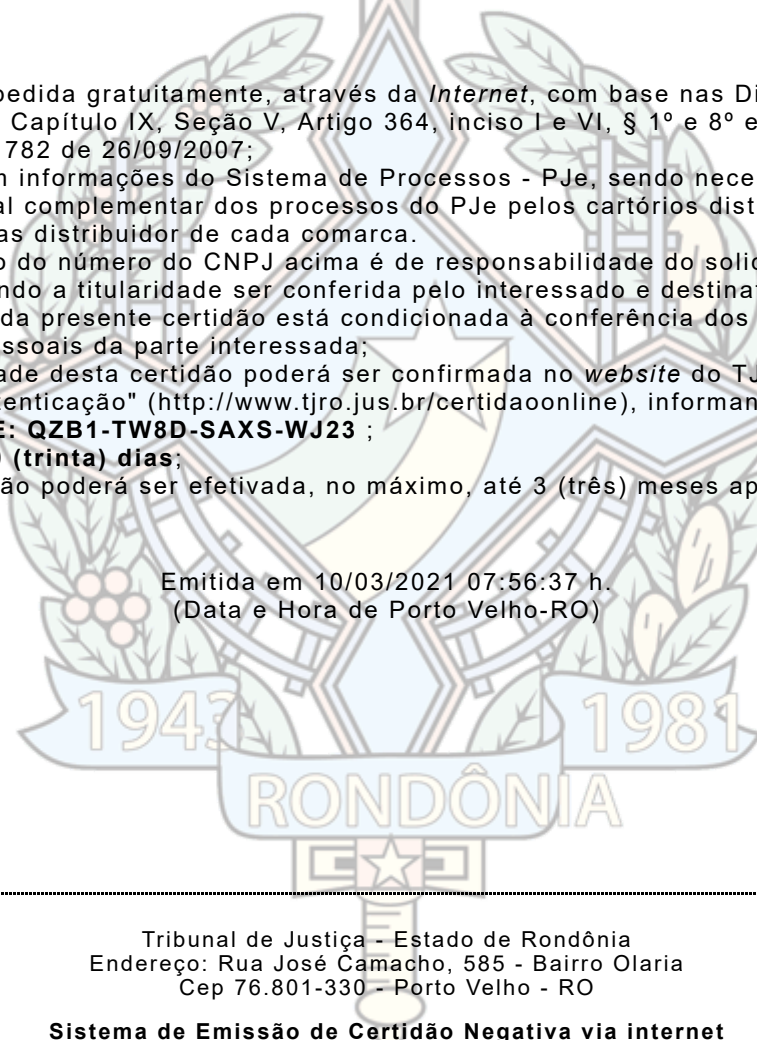 pedida gratuitamente, através da Internet, com base nas Di
Capítulo IX, Seção V, Artigo 364, inciso I e VI, § 1º e 8º e
782 de 26/09/2007;
m informações do Sistema de Processos - PJe, sendo nece
al complementar dos processos do PJe pelos cartórios dist
as distribuidor de cada comarca.
o do número do CNPJ acima é de responsabilidade do solic
ndo a titularidade ser conferida pelo interessado e destinat
da presente certidão está condicionada à conferência dos
ssoais da parte interessada;
ade desta certidão poderá ser confirmada no website do TJ
tenticação" (http://www.tjro.jus.br/certidaoonline), informan
E: QZB1-TW8D-SAXS-WJ23 ;
(trinta) dias;
ão poderá ser efetivada, no máximo, até 3 (três) meses ap
Emitida em 10/03/2021 07:56:37 h.
(Data e Hora de Porto Velho-RO)
1943
1981
RONDÔNIA
Tribunal de Justiça - Estado de Rondônia
Endereço: Rua José Camacho, 585 - Bairro Olaria
Cep 76.801-330 - Porto Velho - RO
Sistema de Emissão de Certidão Negativa via internet